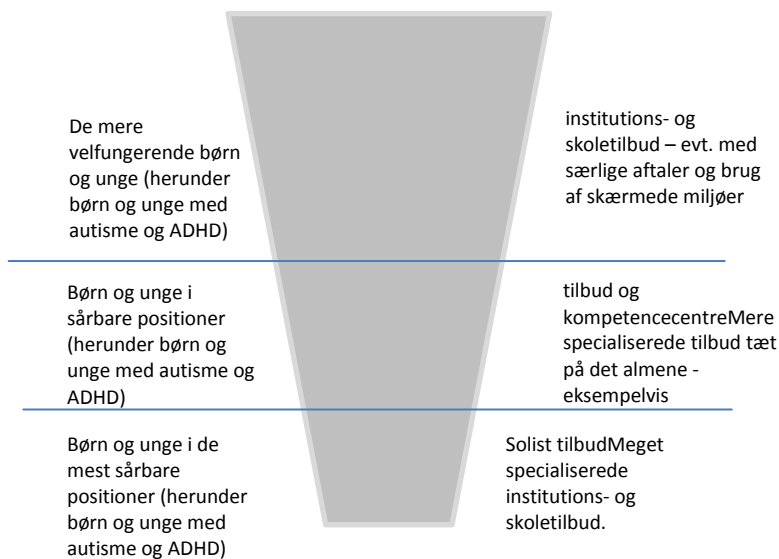 De mere
velfungerende børn
og unge (herunder
børn og unge med
autisme og ADHD)
institutions- og
skoletilbud – evt. med
særlige aftaler og brug
af skærmede miljøer
Børn og unge i
sårbare positioner
(herunder børn og
unge med autisme og
ADHD)
tilbud og
kompetencecentreMere
specialiserede tilbud tæt
på det almene -
eksempelvis
Børn og unge i de
mest sårbare
positioner (herunder
børn og unge med
autisme og ADHD)
Solist tilbudMeget
specialiserede
institutions- og
skoletilbud.